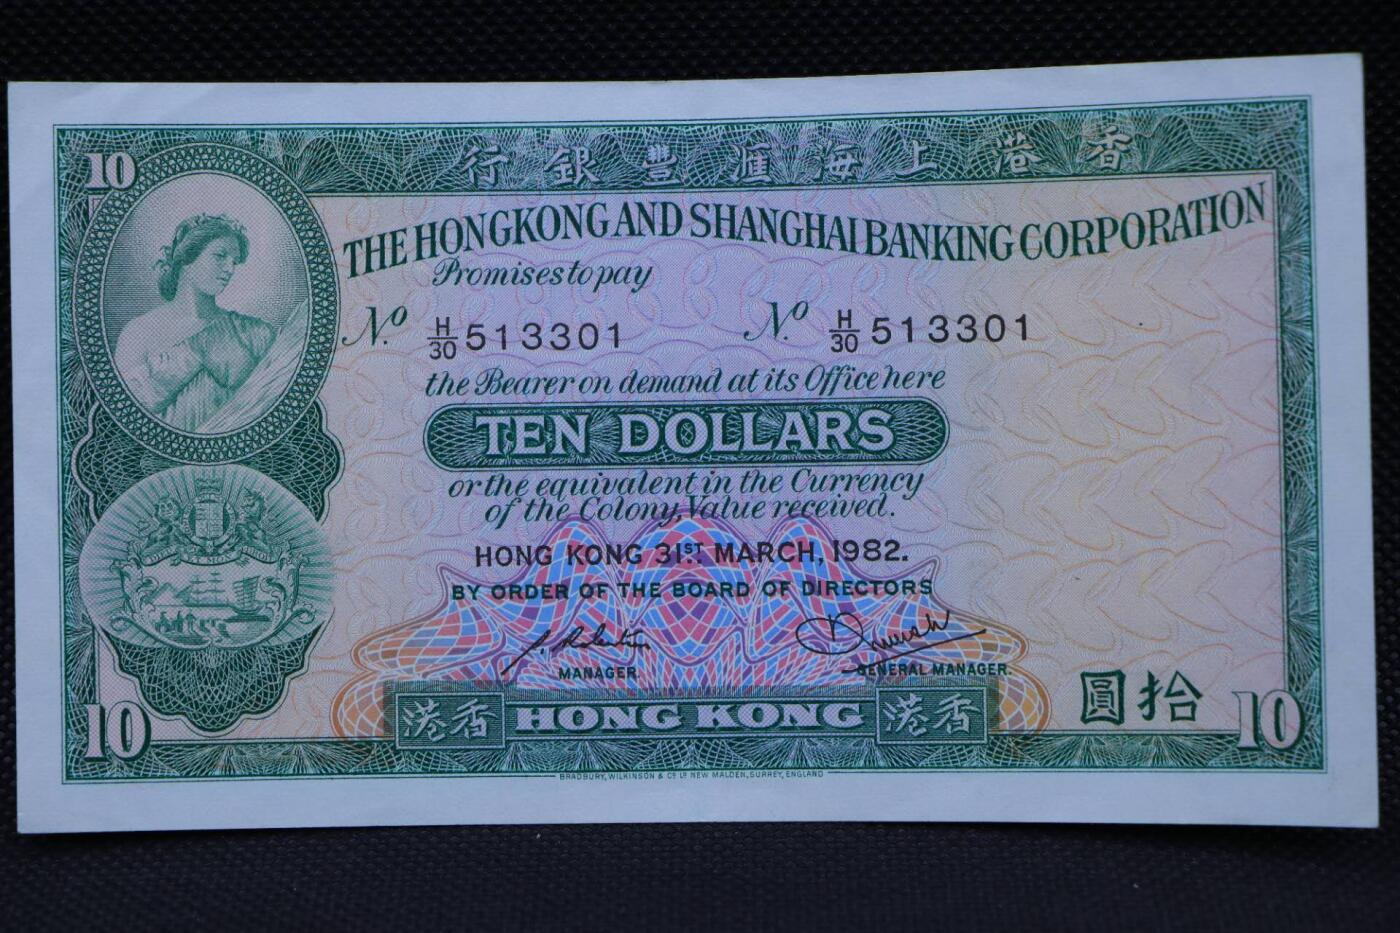 10
行銀豐滙海上港香
THE HONGKONG AND SHANGHAI BANKING CORPORATION
Promises to pay
No. H/30 513301 No. H/30 513301
the Bearer on demand at its Office here
TEN DOLLARS
or the equivalent in the Currency
of the Colony, Value received.
HONG KONG 31ST MARCH, 1982.
BY ORDER OF THE BOARD OF DIRECTORS
MANAGER. GENERAL MANAGER.
圓拾
10 港香 HONG KONG 港香 10
BRADBURY, WILKINSON & Co. Ld. NEW MALDEN, SURREY, ENGLAND